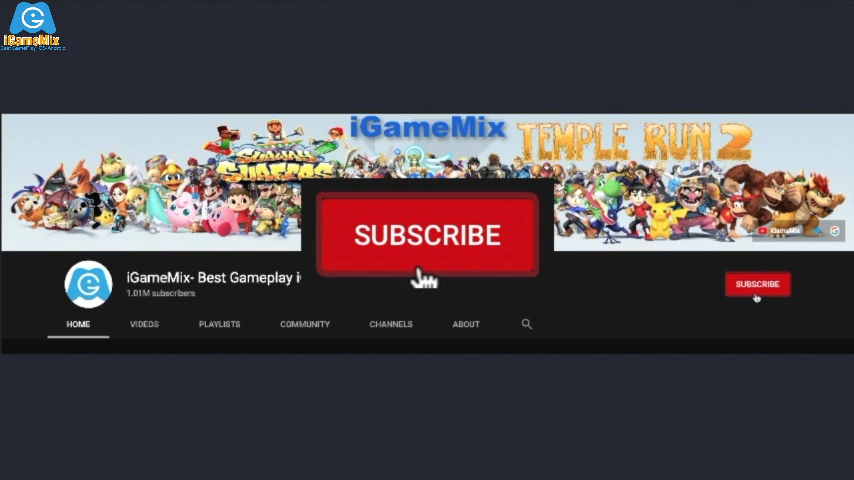 iGameMix
iGameMix
TEMPLE RUN 2
SUBWAY
SURFERS
SUBSCRIBE
iGameMix
iGameMix- Best Gameplay i
1.01M subscribers
SUBSCRIBE
HOME
VIDEOS
PLAYLISTS
COMMUNITY
CHANNELS
ABOUT